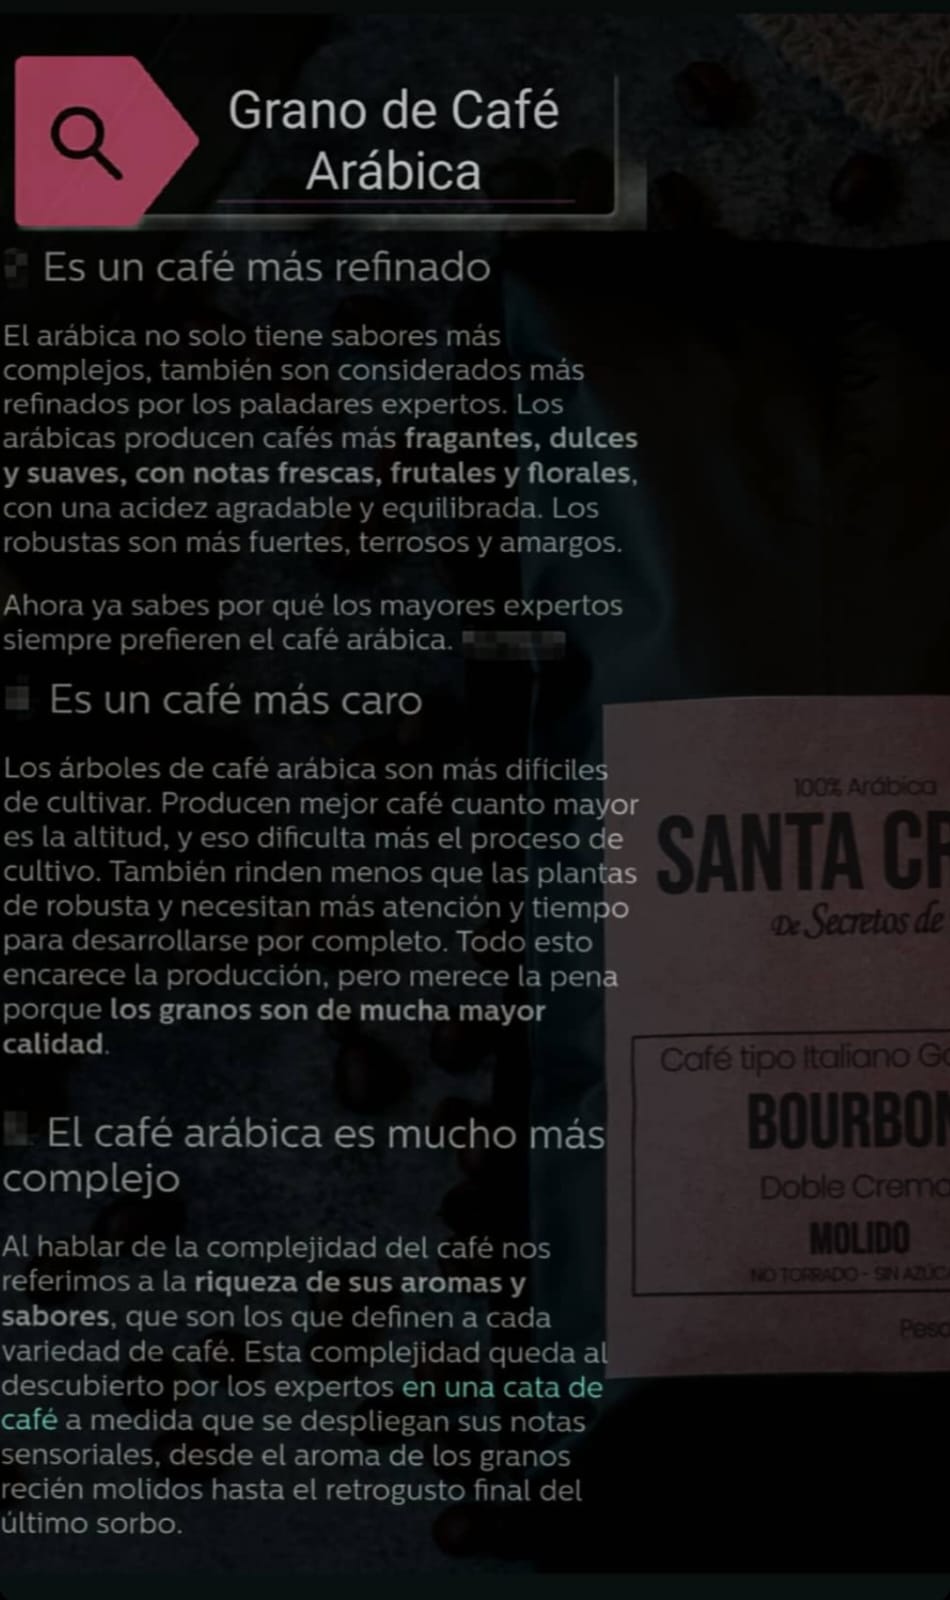 Grano de Café
Arábica
Es un café más refinado
El arábica no solo tiene sabores más
complejos, también son considerados más
refinados por los paladares expertos. Los
arábicas producen cafés más fragantes, dulces
y suaves, con notas frescas, frutales y florales,
con una acidez agradable y equilibrada. Los
robustas son más fuertes, terrosos y amargos.
Ahora ya sabes por qué los mayores expertos
siempre prefieren el café arábica.
Es un café más caro
Los árboles de café arábica son más difíciles
de cultivar. Producen mejor café cuanto mayor
es la altitud, y eso dificulta más el proceso de
cultivo. También rinden menos que las plantas
de robusta y necesitan más atención y tiempo
para desarrollarse por completo. Todo esto
encarece la producción, pero merece la pena
porque los granos son de mucha mayor
calidad.
El café arábica es mucho más
complejo
Al hablar de la complejidad del café nos
referimos a la riqueza de sus aromas y
sabores, que son los que definen a cada
variedad de café. Esta complejidad queda al
descubierto por los expertos en una cata de
café a medida que se despliegan sus notas
sensoriales, desde el aroma de los granos
recién molidos hasta el retrogusto final del
último sorbo.
100% Arábica
SANTA
De Secretos de
Café tipo Italiano
Doble
MOLIDO
NO TORRADO - SIN